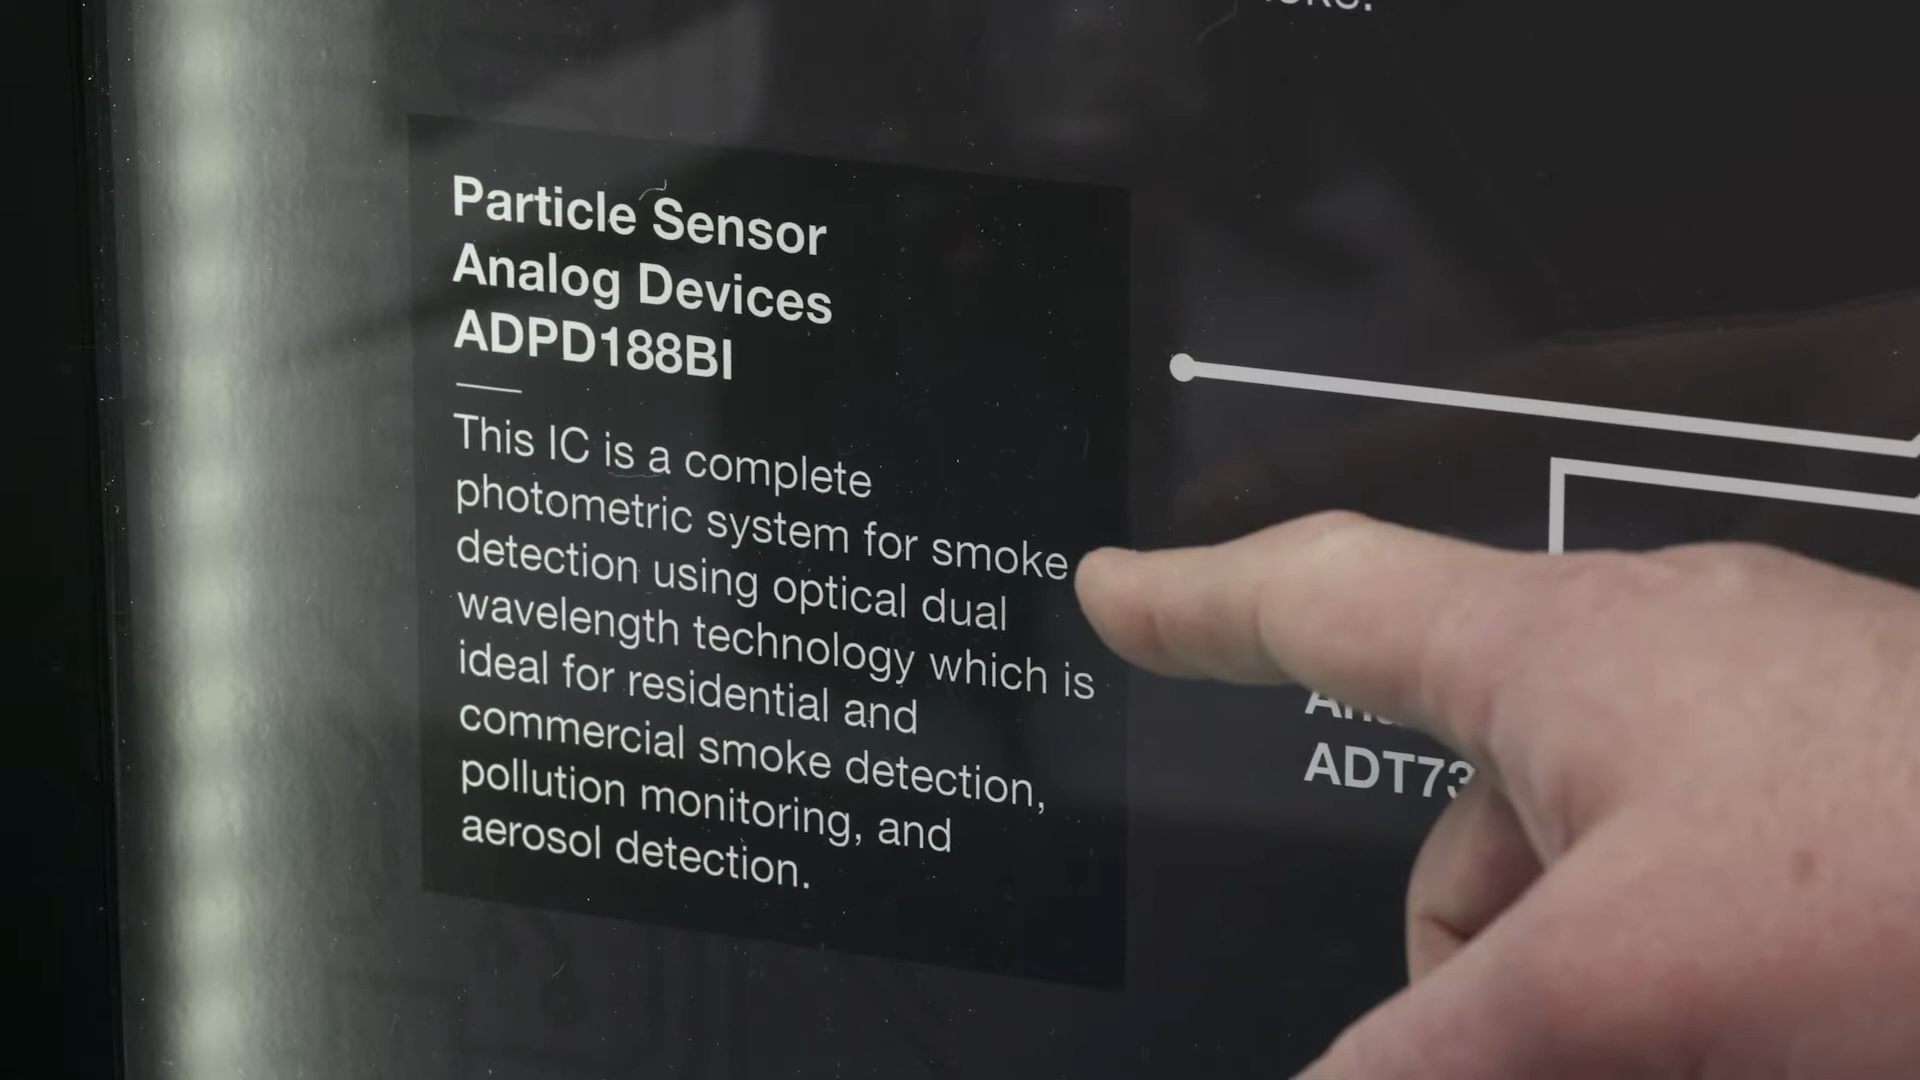 Particle Sensor
Analog Devices
ADPD188BI
This IC is a complete
photometric system for smoke
detection using optical dual
wavelength technology which is
ideal for residential and
commercial smoke detection,
pollution monitoring, and
aerosol detection.
ADT73